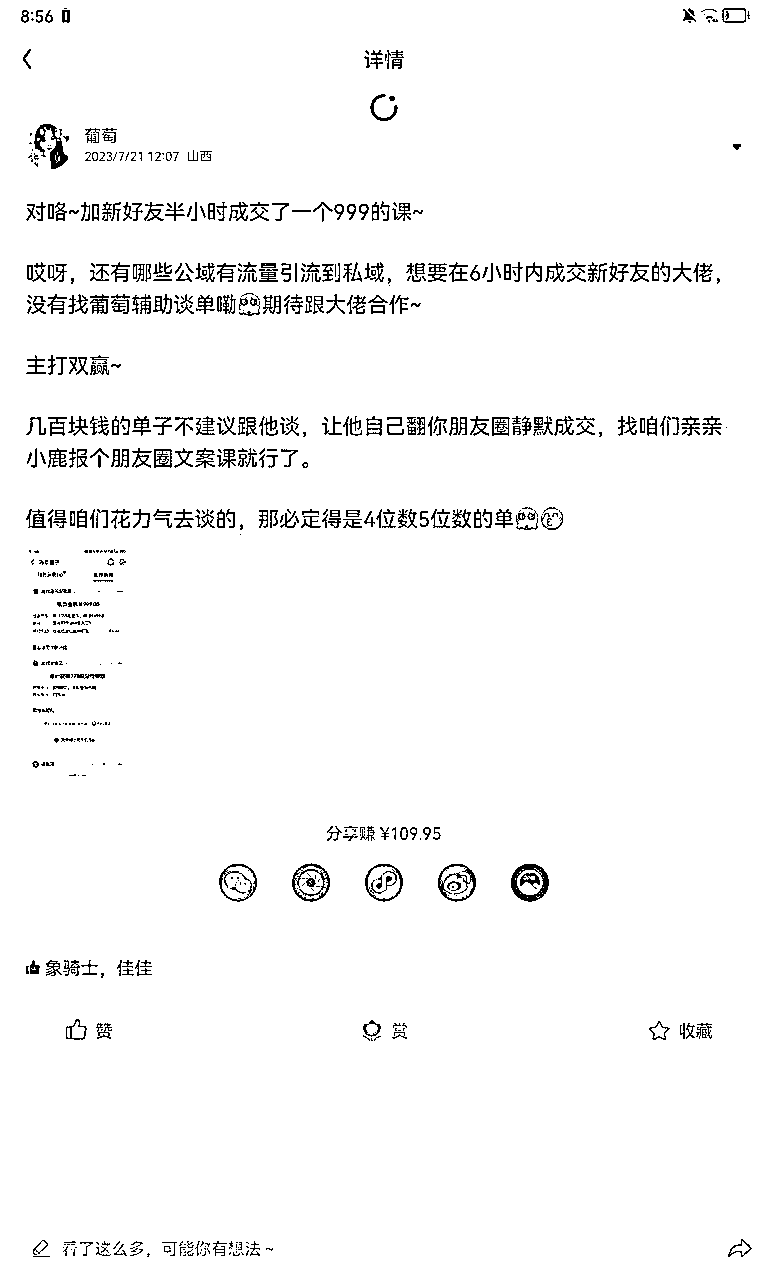 8:56
详情
葡萄
2023/7/21 12:07 山西
对咯~加新好友半小时成交了一个999的课~
哎呀，还有哪些公域有流量引流到私域，想要在6小时内成交新好友的大佬，
没有找葡萄辅助谈单嘞期待跟大佬合作~
主打双赢~
几百块钱的单子不建议跟他谈，让他自己翻你朋友圈静默成交，找咱们亲亲
小鹿报个朋友圈文案课就行了。
值得咱们花力气去谈的，那必定得是4位数5位数的单
分享赚 ¥109.95
象骑士，佳佳
赞
赏
收藏
看了这么多，可能你有想法~